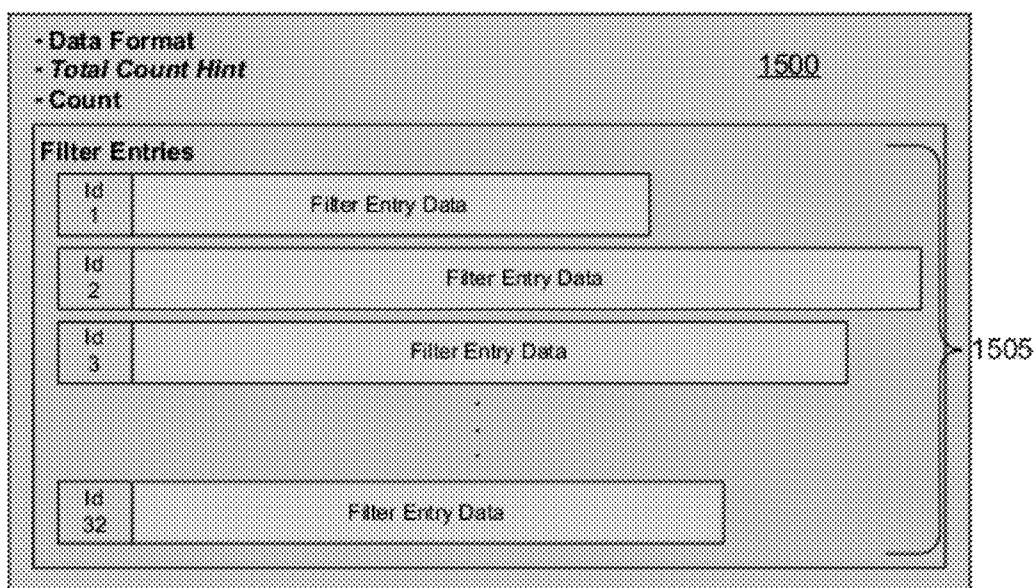 - Data Format
- Total Count Hint
- Count
1500
Filter Entries
Id
1
Filter Entry Data
Id
2
Filter Entry Data
Id
3
Filter Entry Data
1505
Id
32
Filter Entry Data